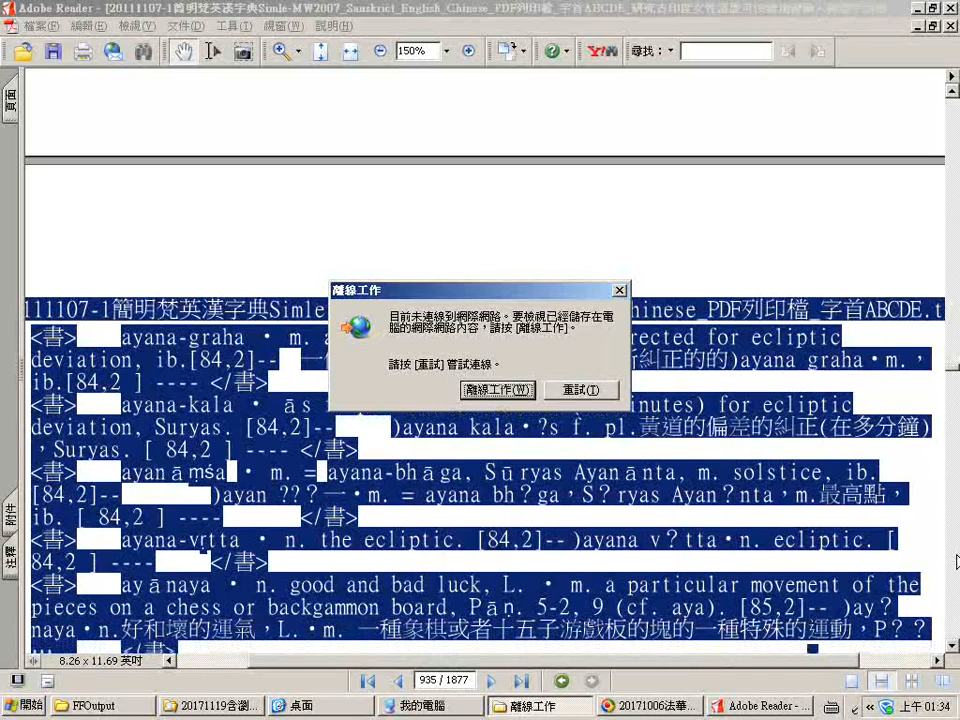 Adobe Reader - [20111107-1簡明梵英漢字典Simle-MW2007_Sanskrit_English_Chinese_PDF列印檔_字首ABCDE_
檔案(F) 編輯(E) 檢視(V) 文件(D) 工具(T) 視窗(W) 說明(H)
150%
尋找:
頁面
附件
注釋
111107-1簡明梵英漢字典Simle
hinese_PDF列印檔_字首ABCDE.t
<書> ayana-graha・m. a
rected for ecliptic
deviation, ib.[84,2]-- 一
糾正的的)ayana graha・m.,
ib.[84,2 ] ---- </書>
<書> ayana-kala・ās
inutes) for ecliptic
deviation, Suryas. [84,2]-- )ayana kala・?s f. pl.黃道的偏差的糾正(在多分鐘)
,Suryas. [ 84,2 ] ---- </書>
<書> ayanāṃśa・m. = ayana-bhāga, Sūryas Ayanānta, m. solstice, ib.
[84,2]-- )ayan ???一・m. = ayana bh?ga,S?ryas Ayan?nta,m.最高點,
ib. [ 84,2 ] ---- </書>
<書> ayana-vṛtta・n. the ecliptic. [84,2]-- )ayana v?tta・n. ecliptic. [
84,2 ] ---- </書>
<書> ayānaya・n. good and bad luck, L.・m. a particular movement of the
pieces on a chess or backgammon board, Pāṇ. 5-2, 9 (cf. aya). [85,2]-- )ay?
naya・n.好和壞的運氣,L.・m. 一種象棋或者十五子游戲板的塊的一種特殊的運動,P??
離線工作
目前未連線到網際網路。要檢視已經儲存在電
腦的網際網路內容,請按 [離線工作]。
請按 [重試] 嘗試連線。
離線工作(W) 重試(T)
8.26 x 11.69 英吋
935 / 1877
開始 FFOutput 20171119含瀏... 桌面 我的電腦 離線工作 20171006法華... Adobe Reader - ... 上午 01:34